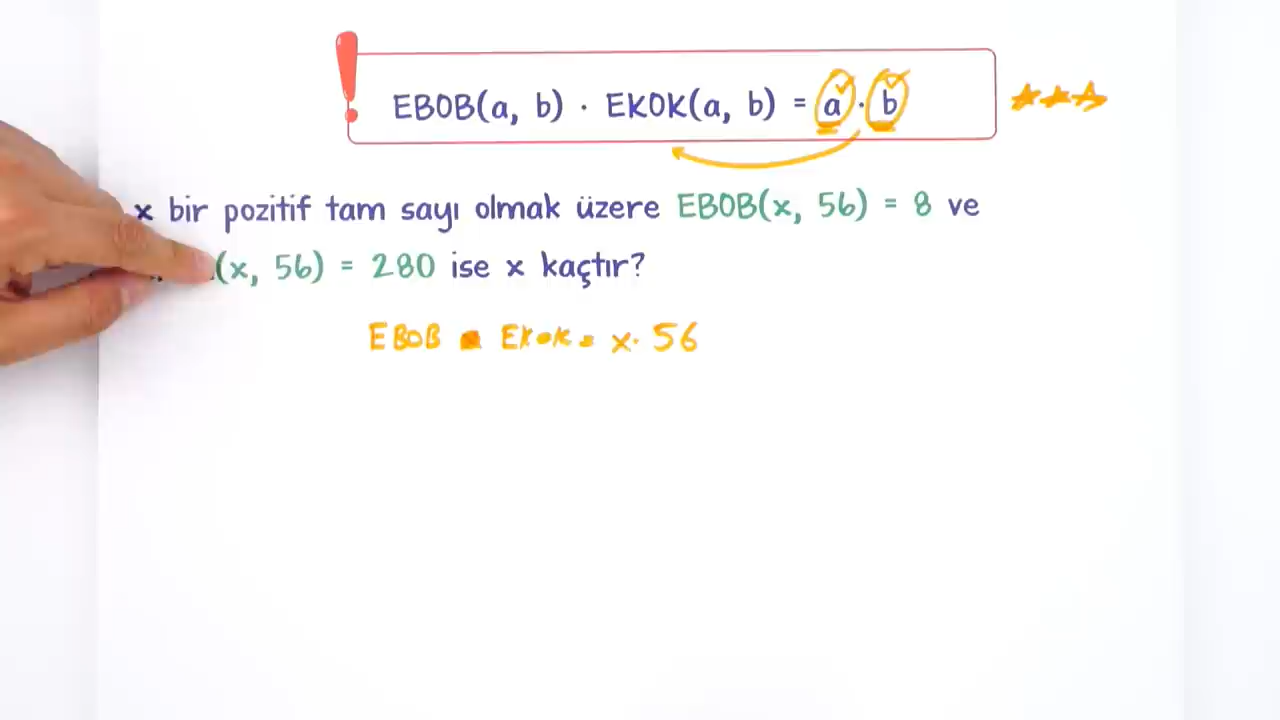 EBOB(a, b) · EKOK(a, b) = a · b
x bir pozitif tam sayı olmak üzere EBOB(x, 56) = 8 ve
(x, 56) = 280 ise x kaçtır?
EBOB · EKOK = x · 56